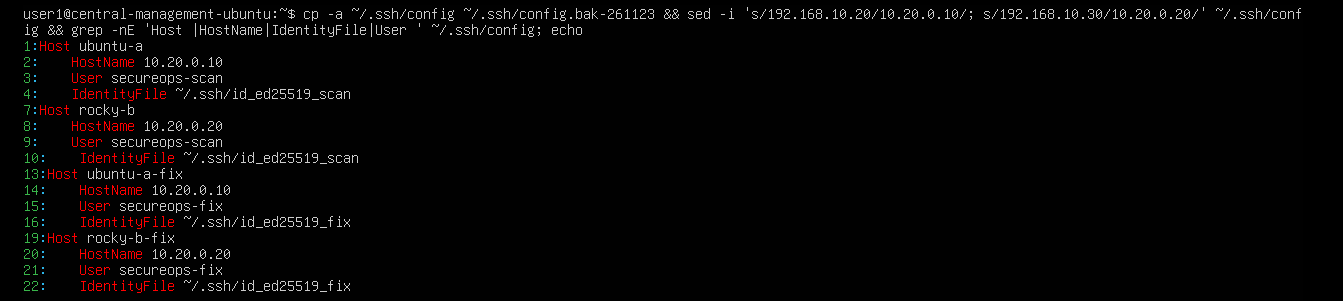 user1@central-management-ubuntu:~$ cp -a ~/.ssh/config ~/.ssh/config.bak-261123 && sed -i 's/192.168.10.20/10.20.0.10/; s/192.168.10.30/10.20.0.20/' ~/.ssh/conf
ig && grep -nE 'Host |HostName|IdentityFile|User ' ~/.ssh/config; echo
1:Host ubuntu-a
2:    HostName 10.20.0.10
3:    User secureops-scan
4:    IdentityFile ~/.ssh/id_ed25519_scan
7:Host rocky-b
8:    HostName 10.20.0.20
9:    User secureops-scan
10:    IdentityFile ~/.ssh/id_ed25519_scan
13:Host ubuntu-a-fix
14:    HostName 10.20.0.10
15:    User secureops-fix
16:    IdentityFile ~/.ssh/id_ed25519_fix
19:Host rocky-b-fix
20:    HostName 10.20.0.20
21:    User secureops-fix
22:    IdentityFile ~/.ssh/id_ed25519_fix